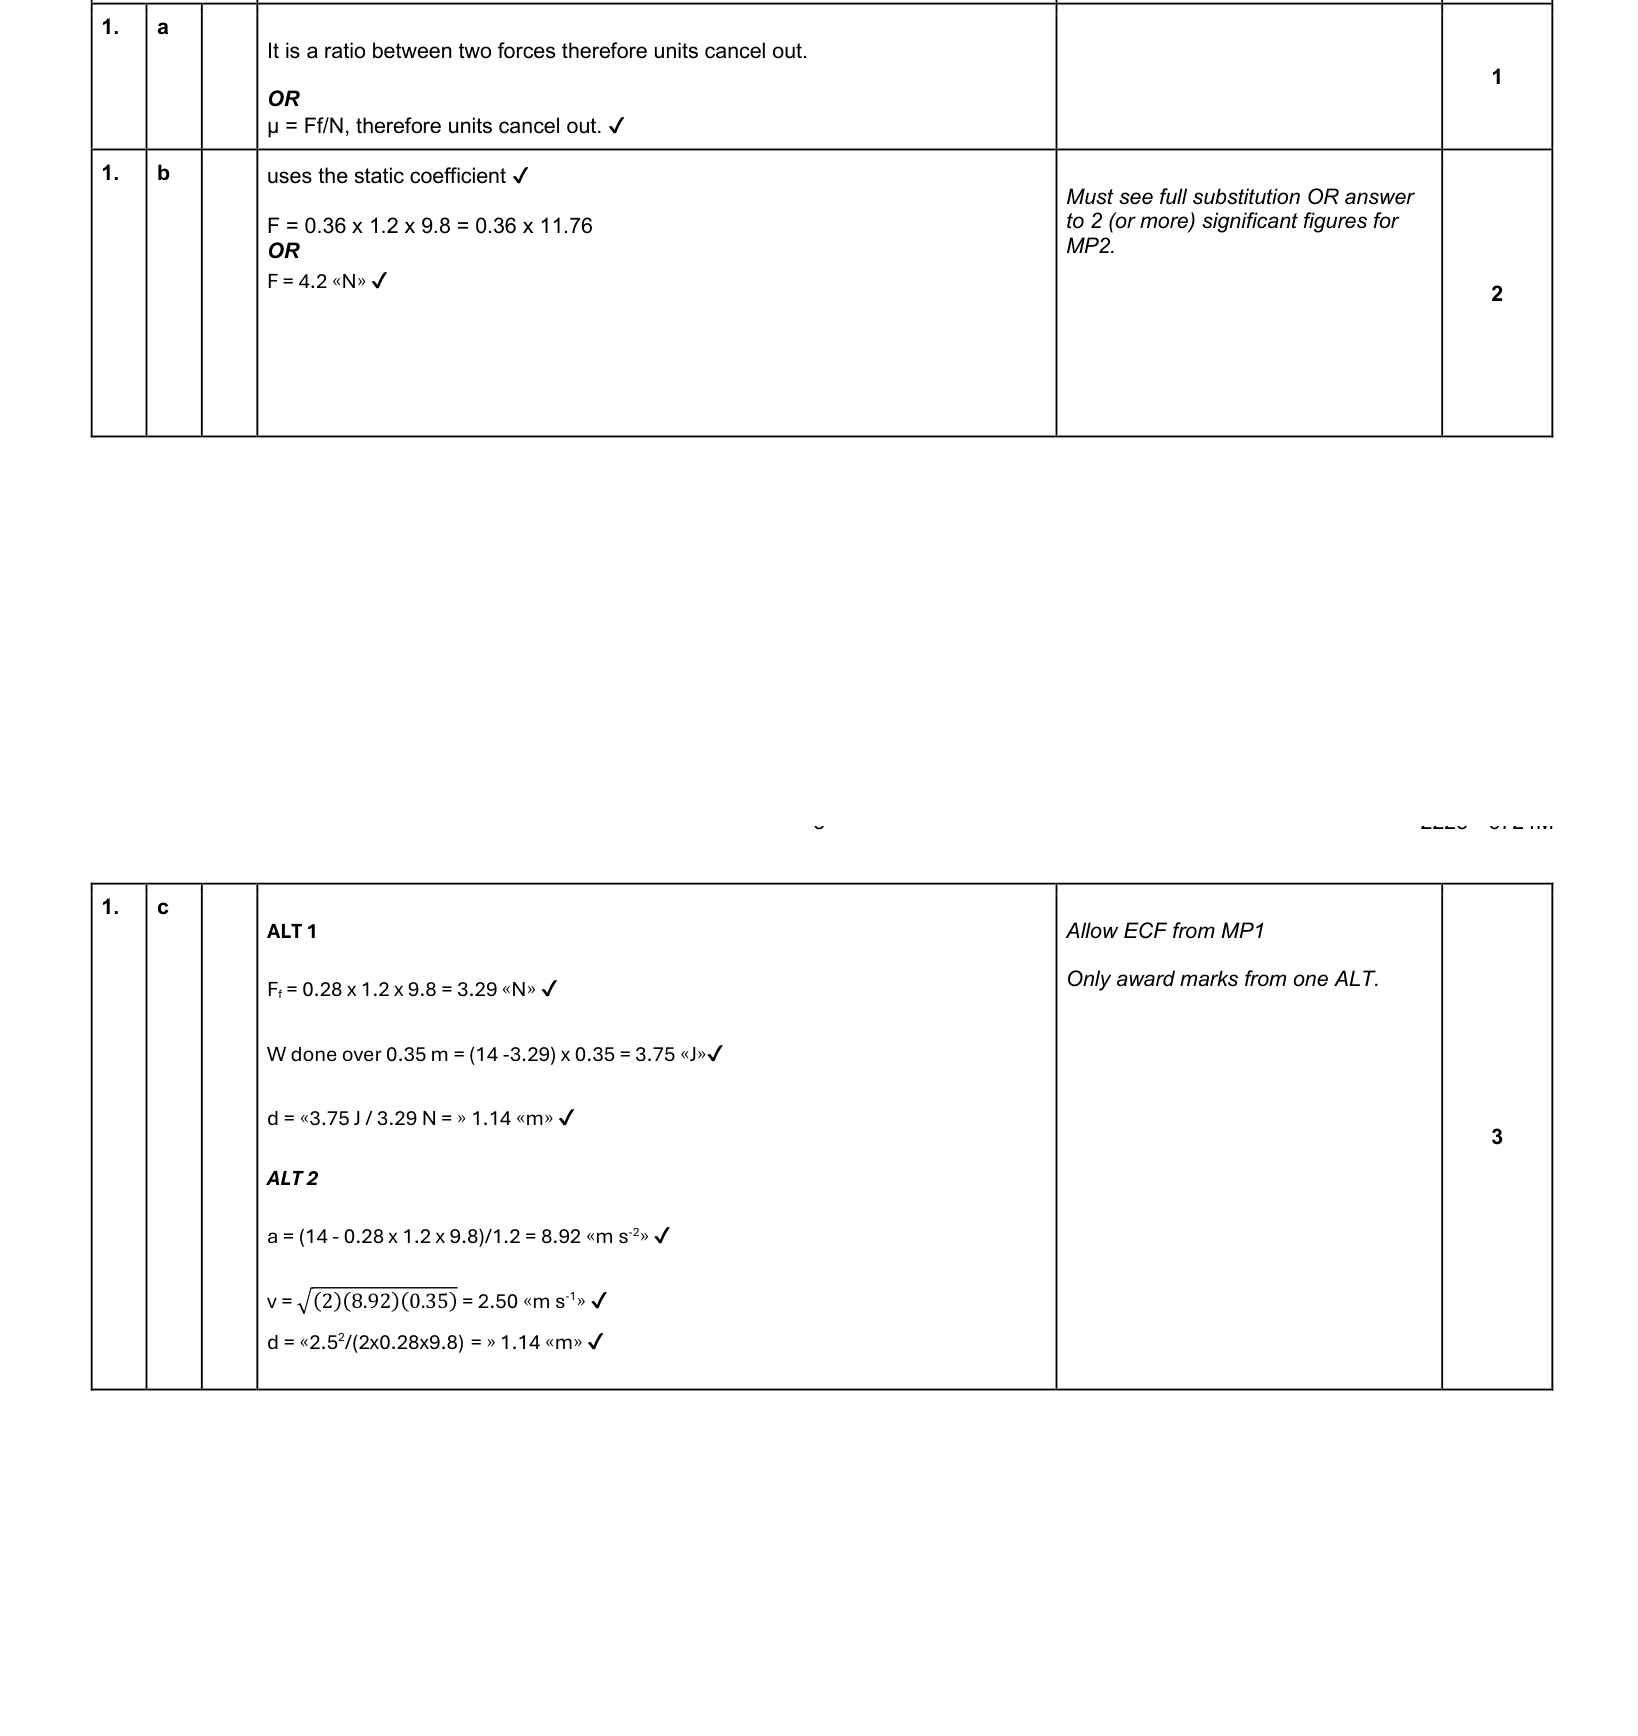 1. a
It is a ratio between two forces therefore units cancel out.
OR
μ = Ff/N, therefore units cancel out. ✓
1
1. b
uses the static coefficient ✓
F = 0.36 x 1.2 x 9.8 = 0.36 x 11.76
OR
F = 4.2 «N» ✓
Must see full substitution OR answer
to 2 (or more) significant figures for
MP2.
2
1. c
ALT 1
Ff = 0.28 x 1.2 x 9.8 = 3.29 «N» ✓
W done over 0.35 m = (14 -3.29) x 0.35 = 3.75 «J»✓
d = «3.75 J / 3.29 N = » 1.14 «m» ✓
ALT 2
a = (14 - 0.28 x 1.2 x 9.8)/1.2 = 8.92 «m s-2» ✓
v = √(2)(8.92)(0.35) = 2.50 «m s-1» ✓
d = «2.5²/(2x0.28x9.8) = » 1.14 «m» ✓
Allow ECF from MP1
Only award marks from one ALT.
3